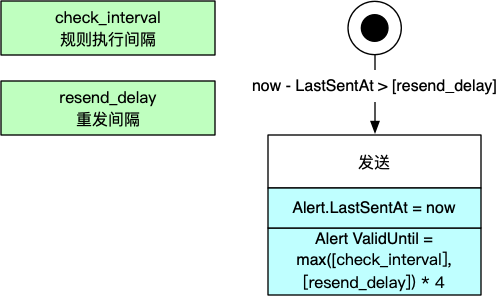 check_interval
规则执行间隔
resend_delay
重发间隔
now - LastSentAt > [resend_delay]
发送
Alert.LastSentAt = now
Alert ValidUntil =
max([check_interval],
[resend_delay]) * 4